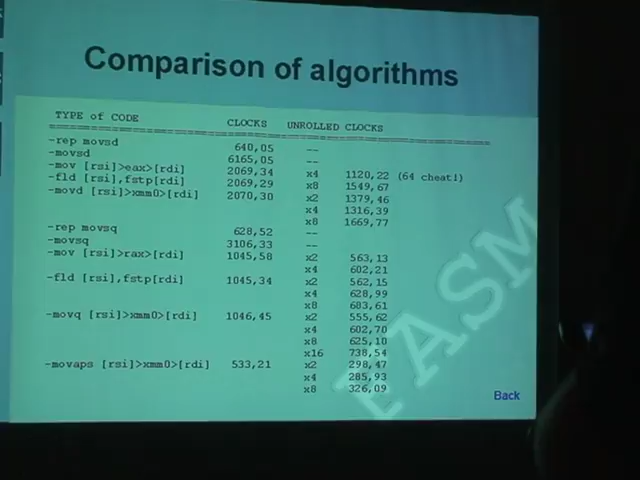 Comparison of algorithms
TYPE of CODE CLOCKS UNROLLED CLOCKS
-rep movsd 640,05 --
-movsd 6165,05 --
-mov [rsi]>eax>[rdi] 2069,34 x4 1120,22 (64 cheat!)
-fld [rsi],fstp[rdi] 2069,29 x8 1549,67
-movd [rsi]>xmm0>[rdi] 2070,30 x2 1379,46
x4 1316,39
x8 1669,77
-rep movsq 628,52 --
-movsq 3106,33 --
-mov [rsi]>rax>[rdi] 1045,58 x2 563,13
x4 602,21
-fld [rsi],fstp[rdi] 1045,34 x2 562,15
x4 628,99
x8 683,61
-movq [rsi]>xmm0>[rdi] 1046,45 x2 555,62
x4 602,70
x8 625,10
x16 738,54
-movaps [rsi]>xmm0>[rdi] 533,21 x2 298,47
x4 285,93
x8 326,09
FASM
Back